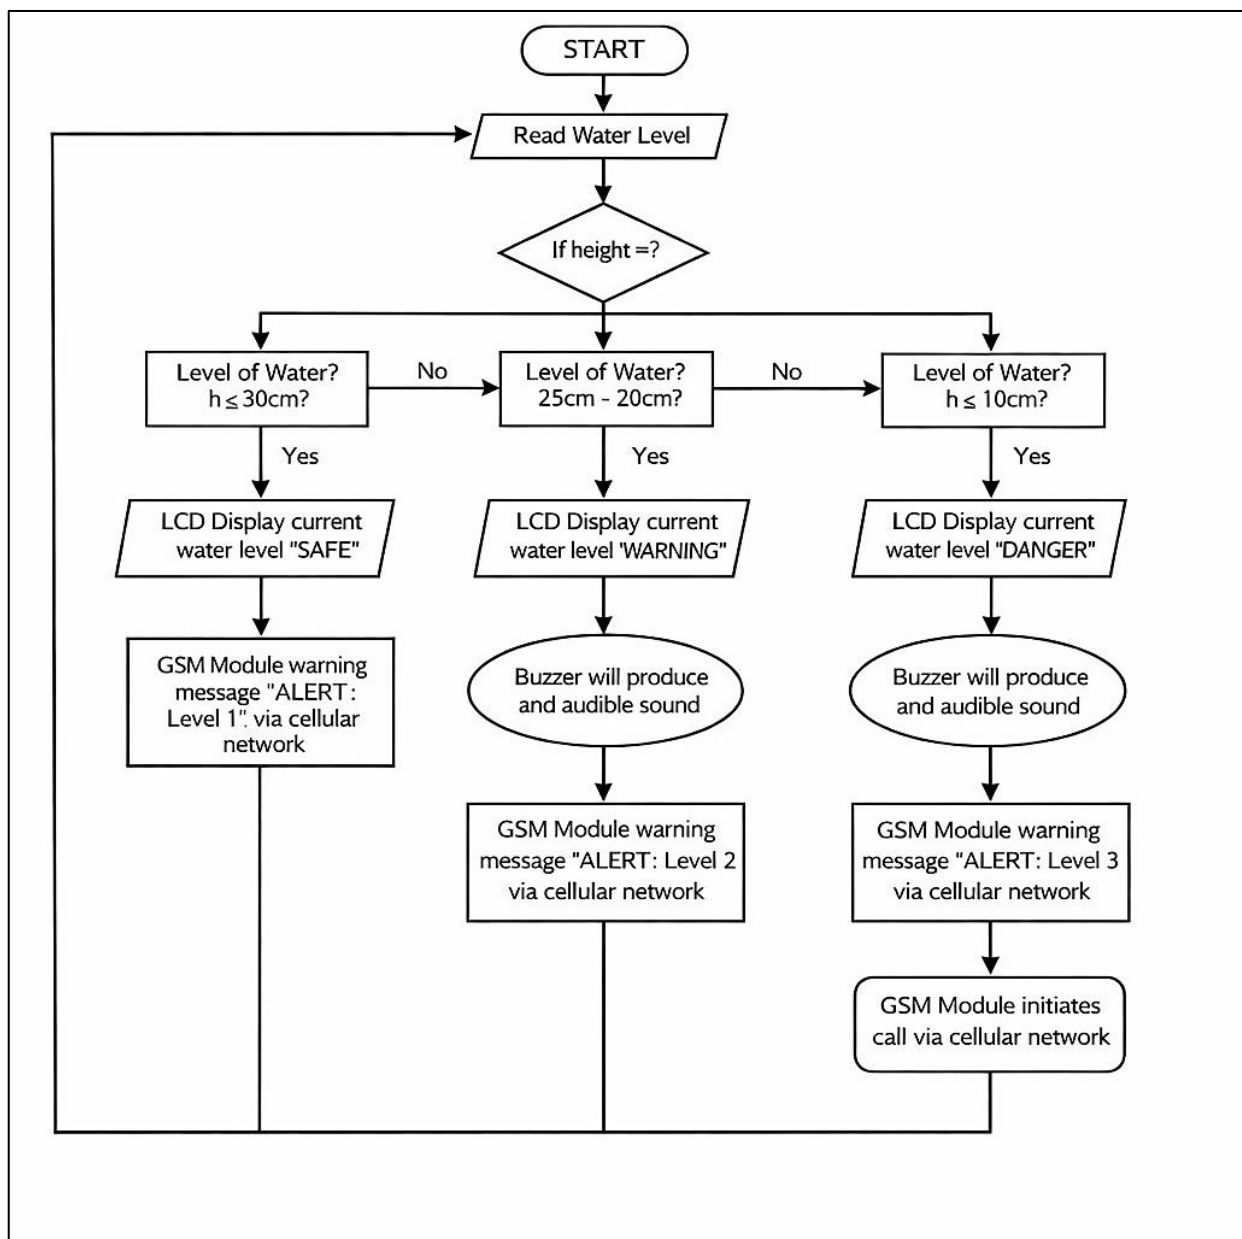 START
Read Water Level
If height =?
Level of Water?
h ≤ 30cm?
No
Level of Water?
25cm - 20cm?
No
Level of Water?
h ≤ 10cm?
Yes
Yes
Yes
LCD Display current
water level "SAFE"
LCD Display current
water level "WARNING"
LCD Display current
water level "DANGER"
GSM Module warning
message "ALERT:
Level 1". via cellular
network
Buzzer will produce
and audible sound
Buzzer will produce
and audible sound
GSM Module warning
message "ALERT: Level 2
via cellular network
GSM Module warning
message "ALERT: Level 3
via cellular network
GSM Module initiates
call via cellular network